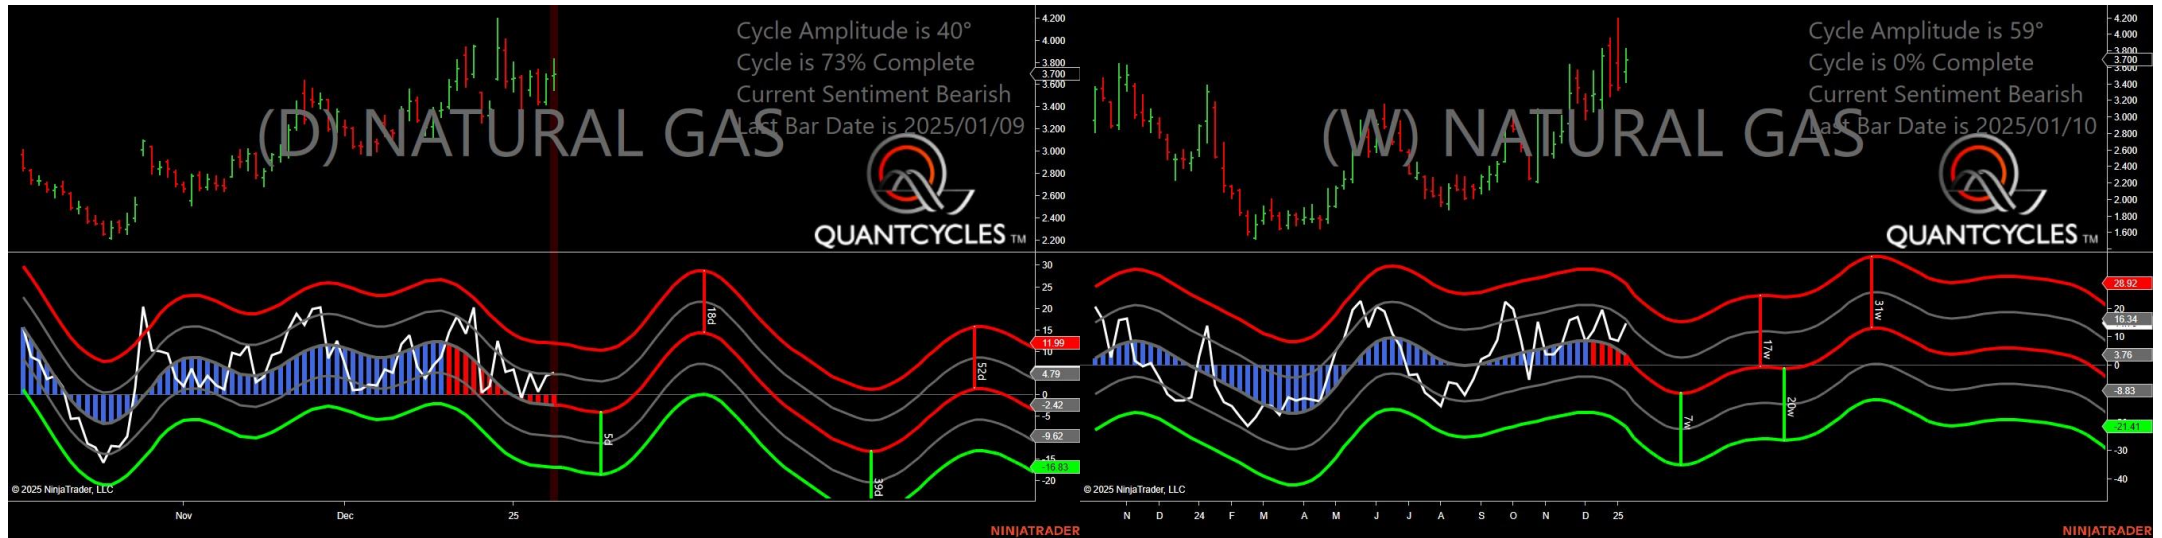 Cycle Amplitude is 40°
Cycle is 73% Complete
Current Sentiment Bearish
Last Bar Date is 2025/01/09
(D) NATURAL GAS
QUANTCYCLES TM
4.200
4.000
3.800
3.700
3.600
3.400
3.200
3.000
2.800
2.600
2.400
2.200
30
25
20
15
11.99
10
4.79
0
-2.42
-5
-9.62
-15
-16.83
-20
18d
52d
5d
39d
© 2025 NinjaTrader, LLC
Nov
Dec
25
NINJATRADER
Cycle Amplitude is 59°
Cycle is 0% Complete
Current Sentiment Bearish
Last Bar Date is 2025/01/10
(W) NATURAL GAS
QUANTCYCLES TM
4.200
4.000
3.800
3.700
3.600
3.400
3.200
3.000
2.800
2.600
2.400
2.200
2.000
1.800
1.600
28.92
20
16.34
10
3.76
0
-8.83
-21.41
-30
-40
31w
17w
7w
20w
© 2025 NinjaTrader, LLC
N D 24 F M A M J J A S O N D 25
NINJATRADER